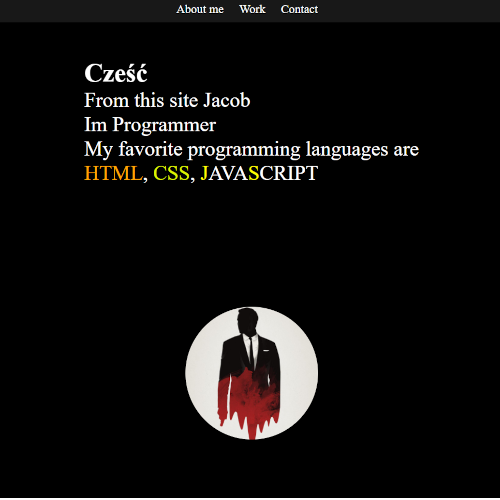 About me Work Contact
Cześć
From this site Jacob
Im Programmer
My favorite programming languages are
HTML, CSS, JAVASCRIPT